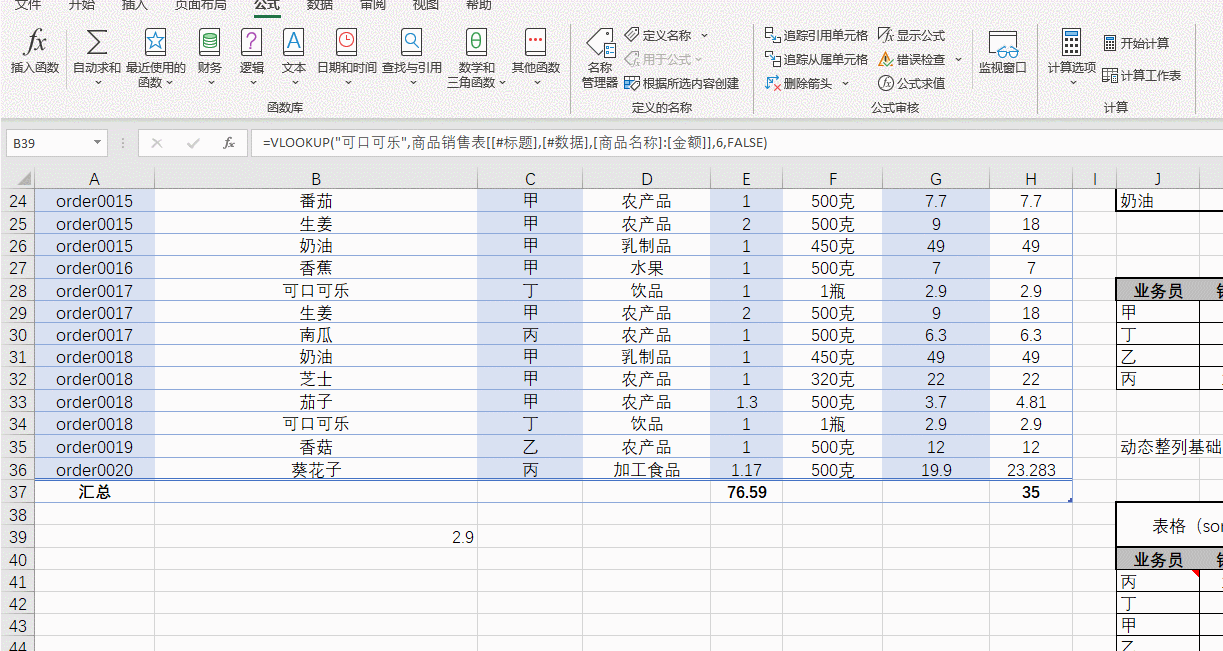 文件 开始 插入 页面布局 公式 数据 审阅 视图 帮助
fx 插入函数 自动求和 最近使用的函数 财务 逻辑 文本 日期和时间 查找与引用 数学和三角函数 其他函数
函数库
名称管理器 定义名称 用于公式 根据所选内容创建
定义的名称
追踪引用单元格 追踪从属单元格 删除箭头 显示公式 错误检查 公式求值
公式审核
监视窗口
计算选项 开始计算 计算工作表
计算
B39 fx =VLOOKUP("可口可乐",商品销售表[[#标题],[#数据],[商品名称]:[金额]],6,FALSE)
A B C D E F G H I J
24 order0015 番茄 甲 农产品 1 500克 7.7 7.7 奶油
25 order0015 生姜 甲 农产品 2 500克 9 18
26 order0015 奶油 甲 乳制品 1 450克 49 49
27 order0016 香蕉 甲 水果 1 500克 7 7
28 order0017 可口可乐 丁 饮品 1 1瓶 2.9 2.9 业务员
29 order0017 生姜 甲 农产品 2 500克 9 18 甲
30 order0017 南瓜 丙 农产品 1 500克 6.3 6.3 丁
31 order0018 奶油 甲 乳制品 1 450克 49 49 乙
32 order0018 芝士 甲 农产品 1 320克 22 22 丙
33 order0018 茄子 甲 农产品 1.3 500克 3.7 4.81
34 order0018 可口可乐 丁 饮品 1 1瓶 2.9 2.9
35 order0019 香菇 乙 农产品 1 500克 12 12 动态整列基础
36 order0020 葵花子 丙 加工食品 1.17 500克 19.9 23.283
37 汇总 76.59 35
38
39 2.9 表格（sor
40 业务员
41 丙
42 丁
43 甲
44 乙